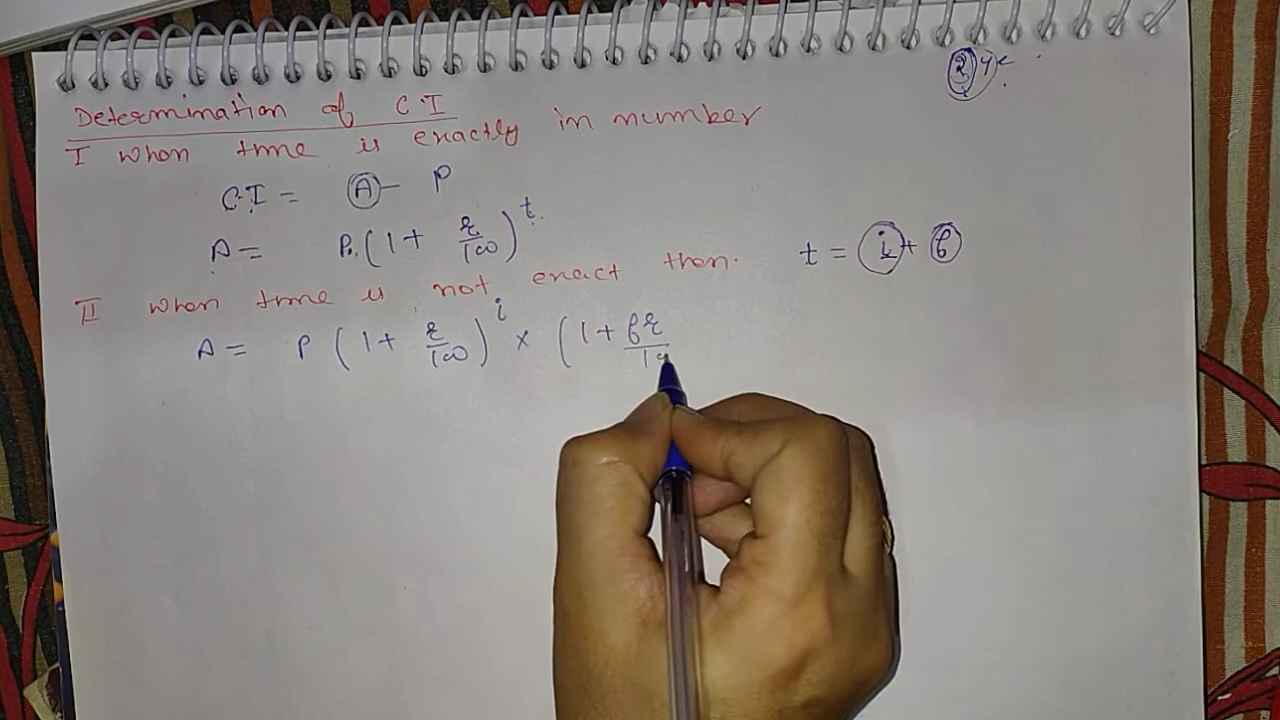 2 yr.
Determination of C.I
I when time is exactly in number
C.I = A - P
A = P.(1 + r/100)^t.
II when time is not exact then. t = i + f
A = P (1 + r/100)^i × (1 + fr/10